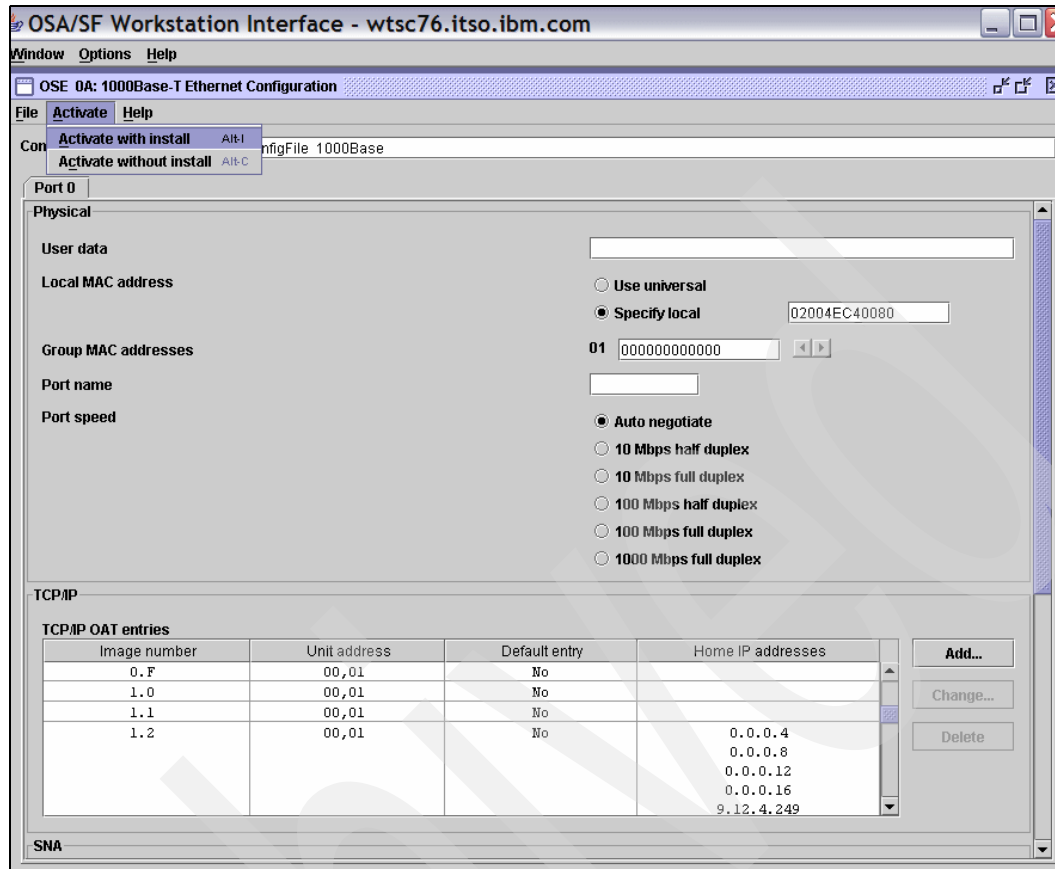 OSA/SF Workstation Interface - wtsc76.itso.ibm.com
Window Options Help
OSE 0A: 1000Base-T Ethernet Configuration
File Activate Help
Activate with install Alt-I
Con nfigFile 1000Base
Activate without install Alt-C
Port 0
Physical
User data
Local MAC address
Use universal
Specify local 02004EC40080
Group MAC addresses 01 000000000000
Port name
Port speed
Auto negotiate
10 Mbps half duplex
10 Mbps full duplex
100 Mbps half duplex
100 Mbps full duplex
1000 Mbps full duplex
TCP/IP
TCP/IP OAT entries
Image number Unit address Default entry Home IP addresses Add...
0.F 00,01 No
1.0 00,01 No Change...
1.1 00,01 No
1.2 00,01 No 0.0.0.4 Delete
0.0.0.8
0.0.0.12
0.0.0.16
9.12.4.249
SNA